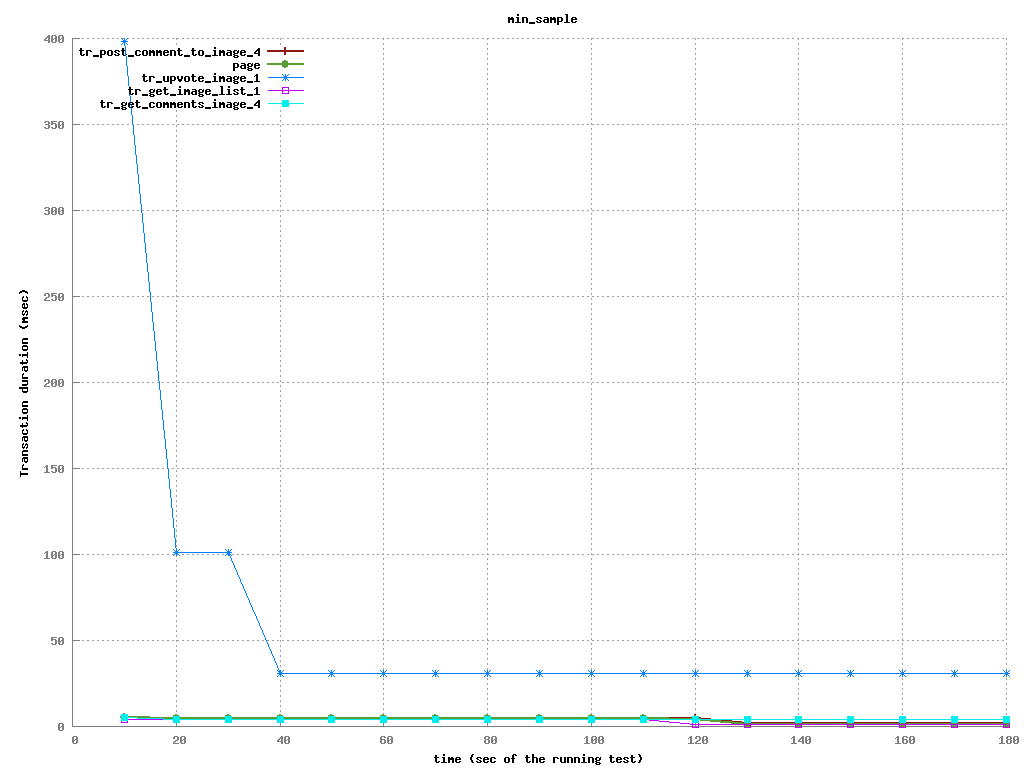 min_sample
400
350
300
250
200
150
100
50
0
tr_post_comment_to_image_4
page
tr_upvote_image_1
tr_get_image_list_1
tr_get_comments_image_4
Transaction duration (msec)
0 20 40 60 80 100 120 140 160 180
time (sec of the running test)